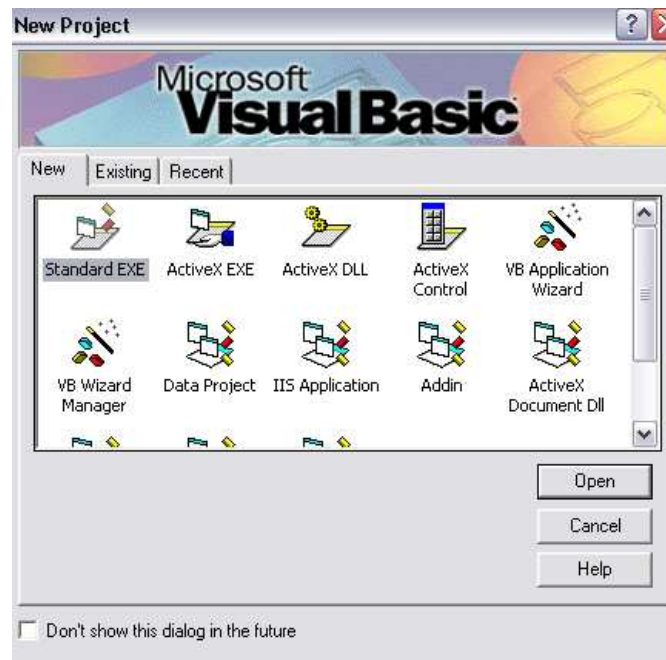 New Project
Microsoft
Visual Basic
New Existing Recent
Standard EXE ActiveX EXE ActiveX DLL ActiveX Control VB Application Wizard
VB Wizard Manager Data Project IIS Application Addin ActiveX Document Dll
Open
Cancel
Help
Don't show this dialog in the future